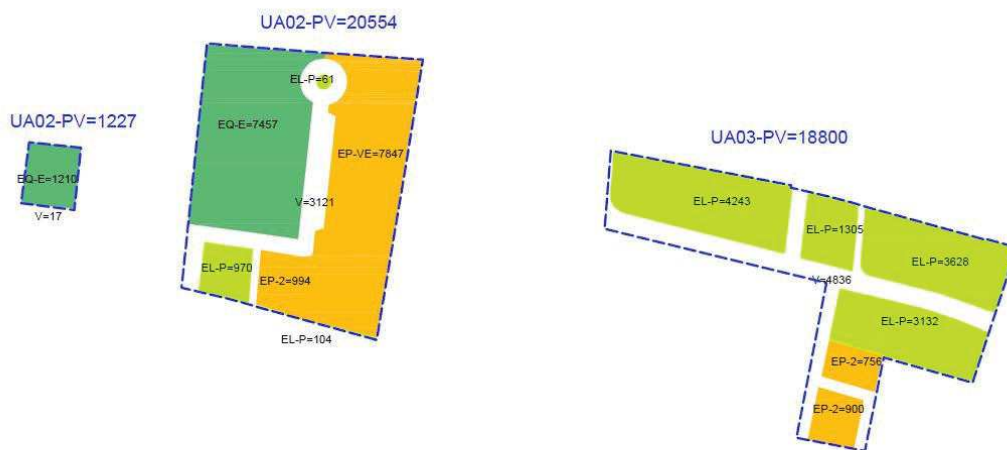 UA02-PV=20554
EL-P=61
UA02-PV=1227
EQ-E=7457
UA03-PV=18800
EP-VE=7847
EQ-E=1210
EL-P=4243
V=3121
V=17
EL-P=1305
EL-P=3628
EL-P=970
EP-2=994
V=4836
EL-P=3132
EL-P=104
EP-2=756
EP-2=900